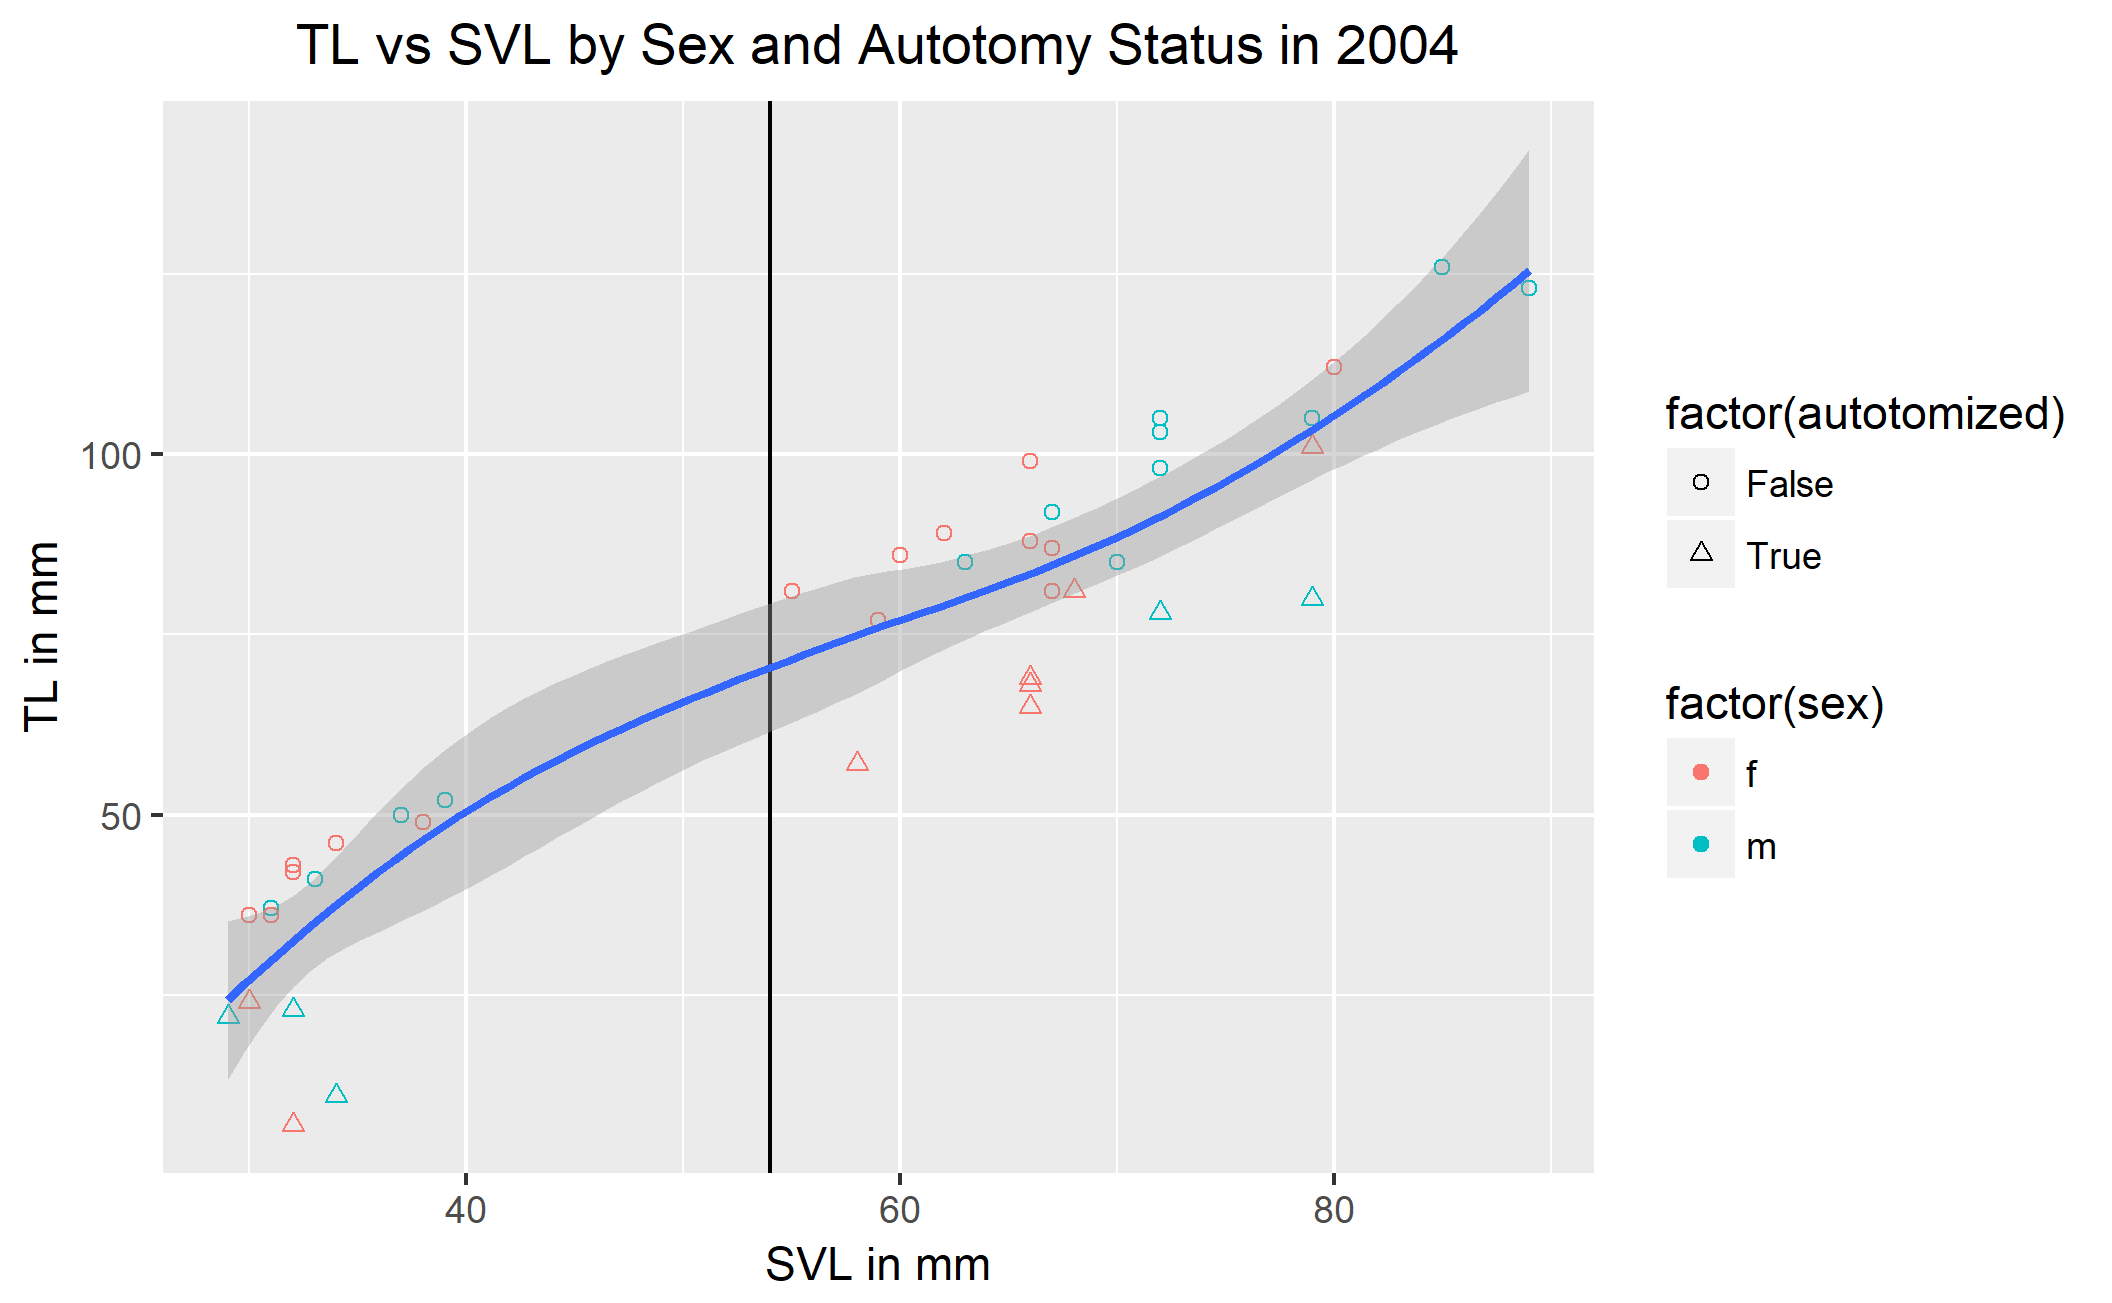 TL vs SVL by Sex and Autotomy Status in 2004
TL in mm
100
50
40
60
80
SVL in mm
factor(autotomized)
False
True
factor(sex)
f
m